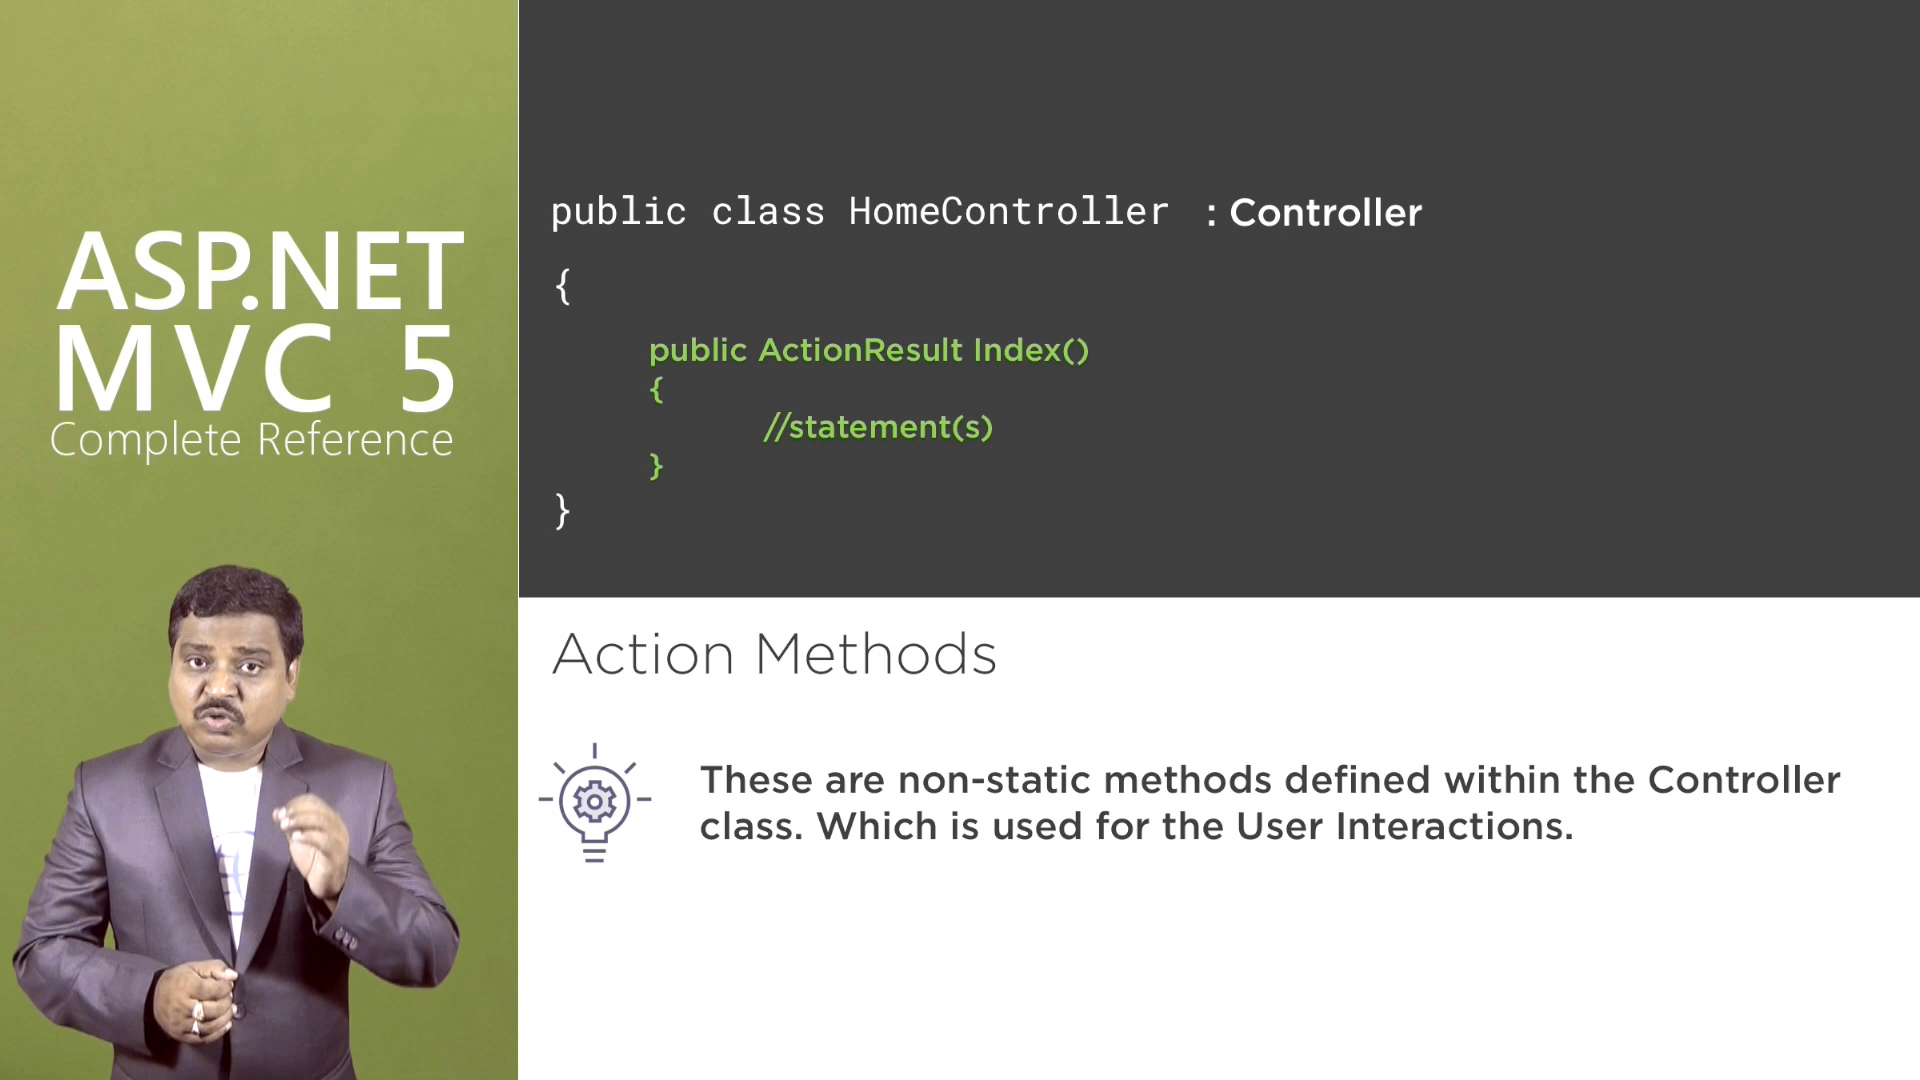 ASP.NET
MVC 5
Complete Reference
public class HomeController : Controller
{
public ActionResult Index()
{
//statement(s)
}
}
Action Methods
These are non-static methods defined within the Controller
class. Which is used for the User Interactions.